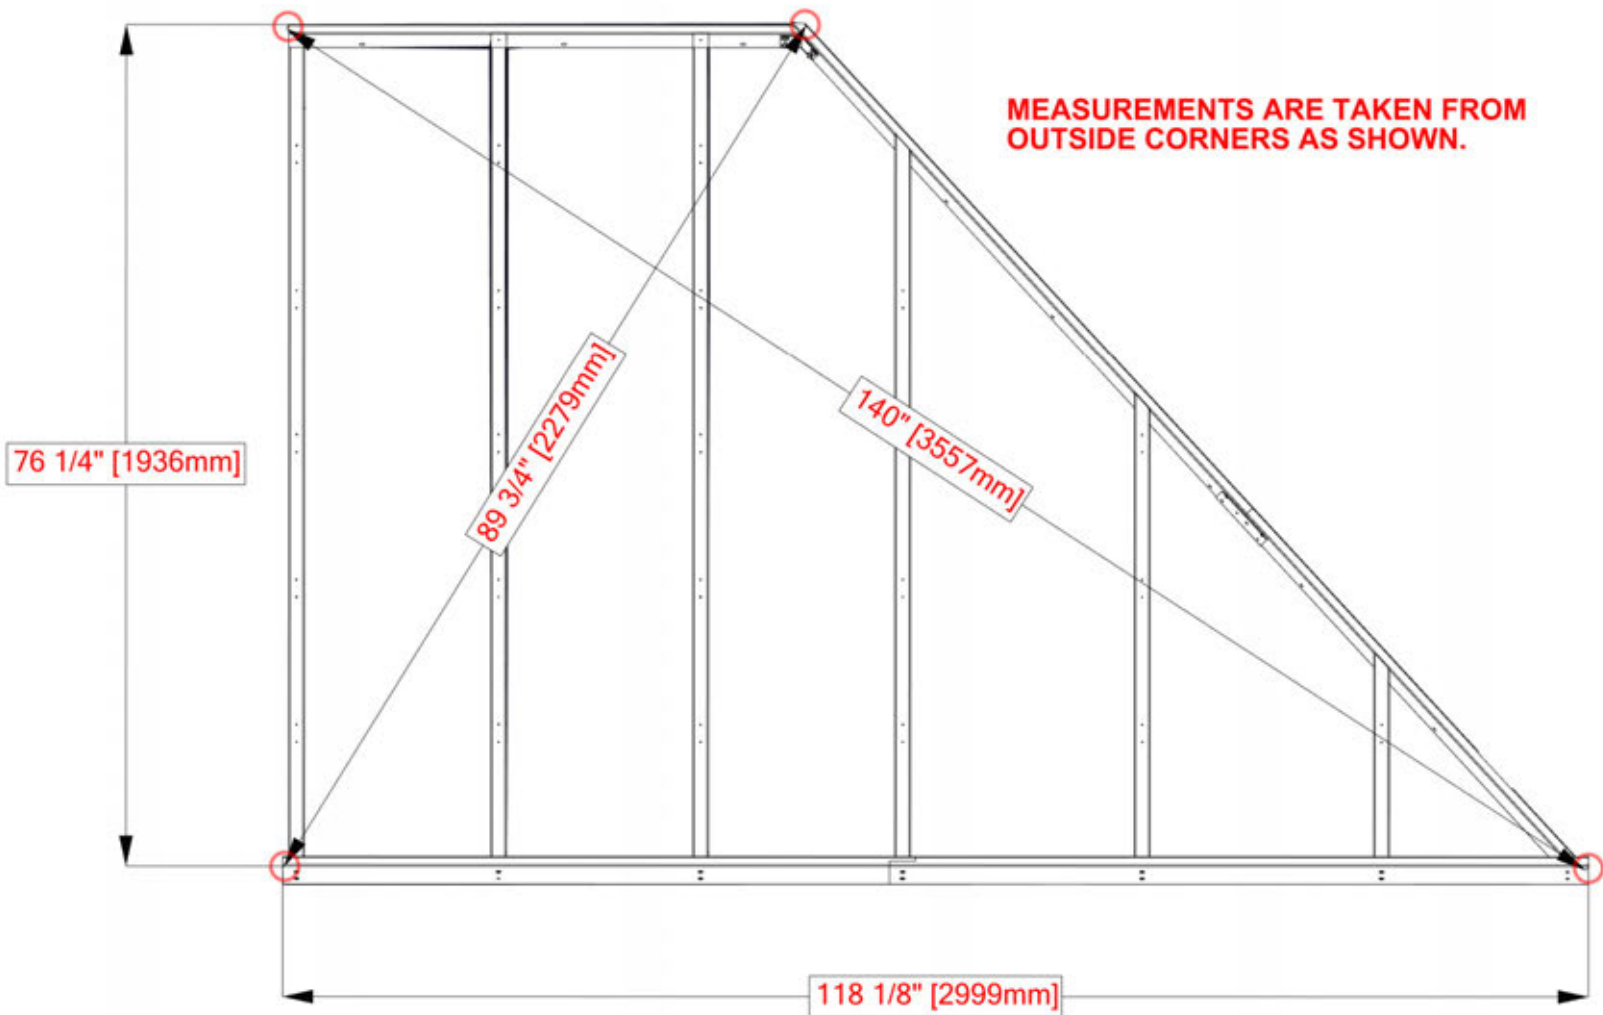 MEASUREMENTS ARE TAKEN FROM
OUTSIDE CORNERS AS SHOWN.
76 1/4" [1936mm]
89 3/4" [2279mm]
140" [3557mm]
118 1/8" [2999mm]